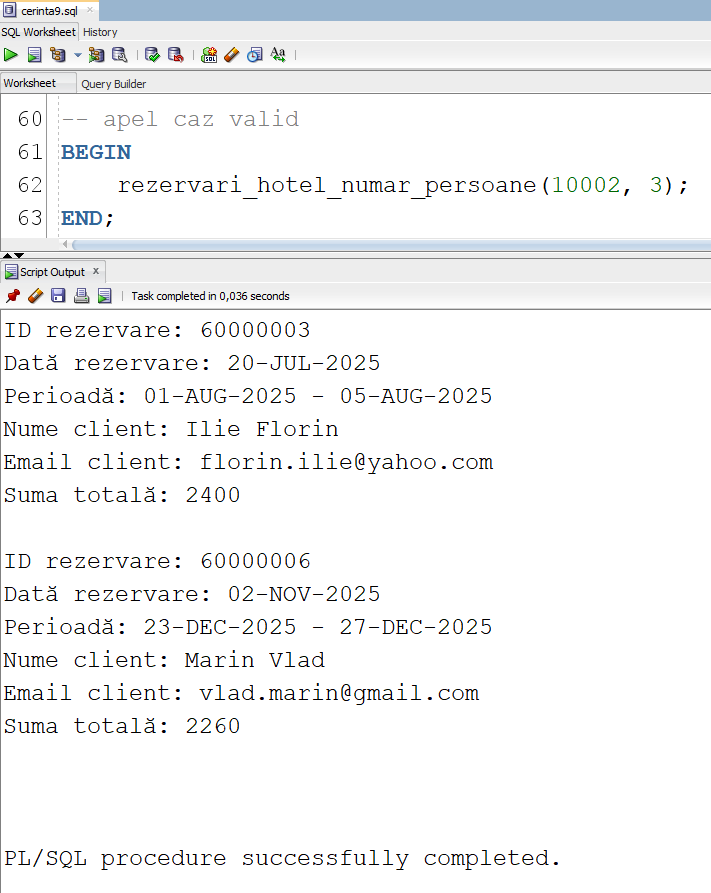 cerinta9.sql
SQL Worksheet History
Worksheet Query Builder
60 -- apel caz valid
61 BEGIN
62 rezervari_hotel_numar_persoane(10002, 3);
63 END;
Script Output
Task completed in 0,036 seconds
ID rezervare: 60000003
Dată rezervare: 20-JUL-2025
Perioadă: 01-AUG-2025 - 05-AUG-2025
Nume client: Ilie Florin
Email client: florin.ilie@yahoo.com
Suma totală: 2400
ID rezervare: 60000006
Dată rezervare: 02-NOV-2025
Perioadă: 23-DEC-2025 - 27-DEC-2025
Nume client: Marin Vlad
Email client: vlad.marin@gmail.com
Suma totală: 2260
PL/SQL procedure successfully completed.